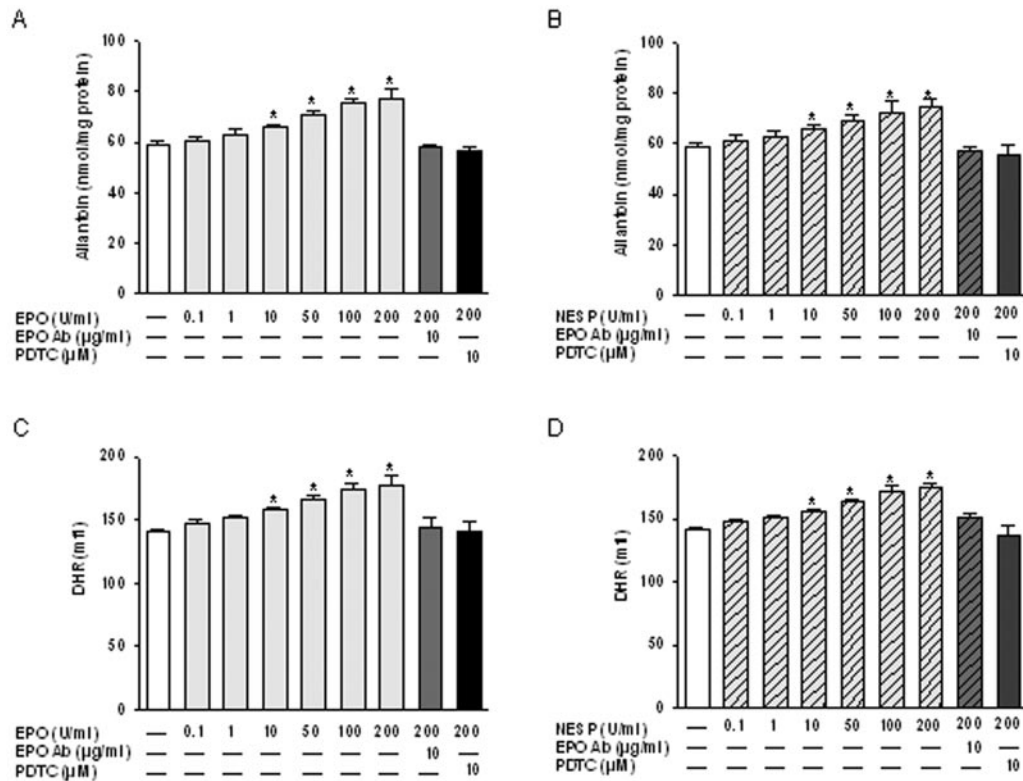 A
B
100
80
60
40
20
0
Allantoin (nmol/mg protein)
* * * *
EPO (U/ml) — 0.1 1 10 50 100 200 200 200
EPO Ab (µg/ml) — — — — — — — 10 —
PDTC (µM) — — — — — — — — 10
100
80
60
40
20
0
Allantoin (nmol/mg protein)
* * * *
NESP (U/ml) — 0.1 1 10 50 100 200 200 200
EPO Ab (µg/ml) — — — — — — — 10 —
PDTC (µM) — — — — — — — — 10
C
D
200
150
100
50
0
DHR (mfl)
* * * *
EPO (U/ml) — 0.1 1 10 50 100 200 200 200
EPO Ab (µg/ml) — — — — — — — 10 —
PDTC (µM) — — — — — — — — 10
200
150
100
50
0
DHR (mfl)
* * * *
NESP (U/ml) — 0.1 1 10 50 100 200 200 200
EPO Ab (µg/ml) — — — — — — — 10 —
PDTC (µM) — — — — — — — — 10